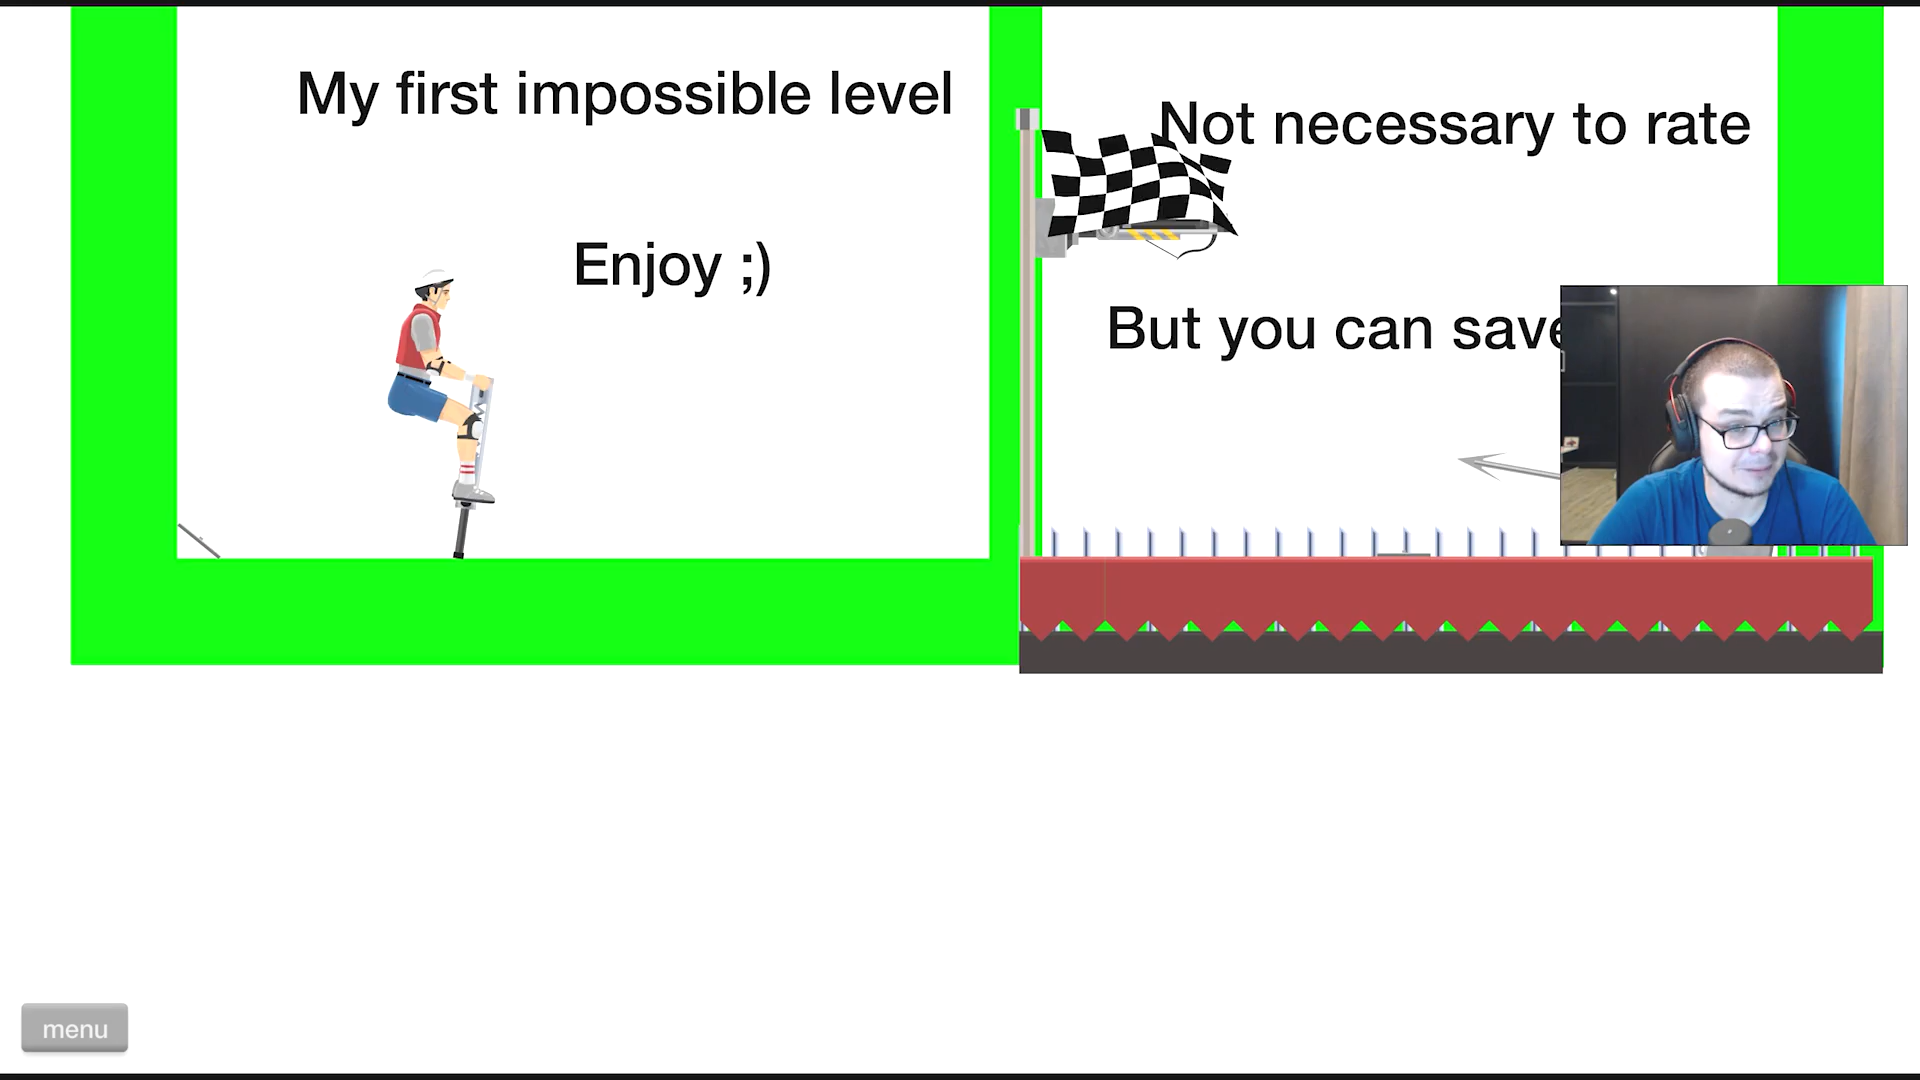 My first impossible level
Enjoy ;)
Not necessary to rate
But you can save
menu